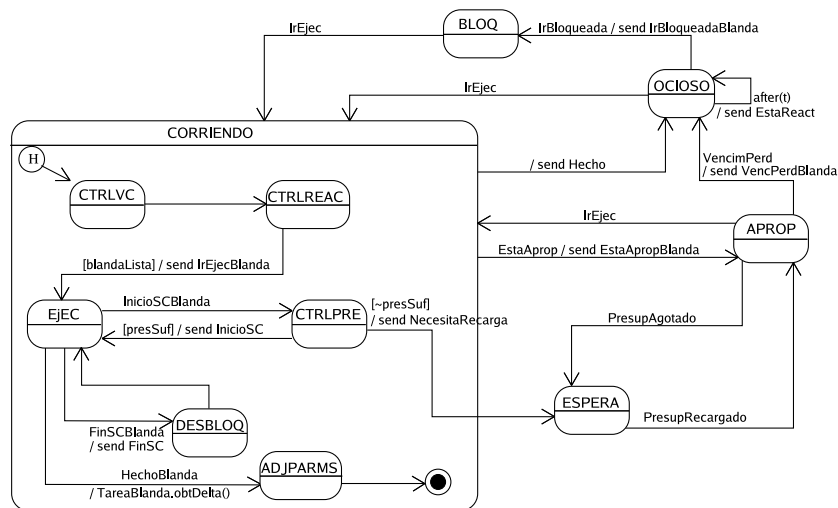 BLOQ
IrEjec
IrBloqueada / send IrBloqueadaBlanda
OCIOSO
IrEjec
after(t)
/ send EstaReact
CORRIENDO
H
/ send Hecho
VencimPerd
/ send VencPerdBlanda
CTRLVC
CTRLREAC
IrEjec
APROP
EstaAprop / send EstaApropBlanda
[blandaLista] / send IrEjecBlanda
EjEC
InicioSCBlanda
CTRLPRE
[~presSuf]
/ send NecesitaRecarga
[presSuf] / send InicioSC
PresupAgotado
ESPERA
PresupRecargado
DESBLOQ
FinSCBlanda
/ send FinSC
HechoBlanda
/ TareaBlanda.obtDelta()
ADJPARMS